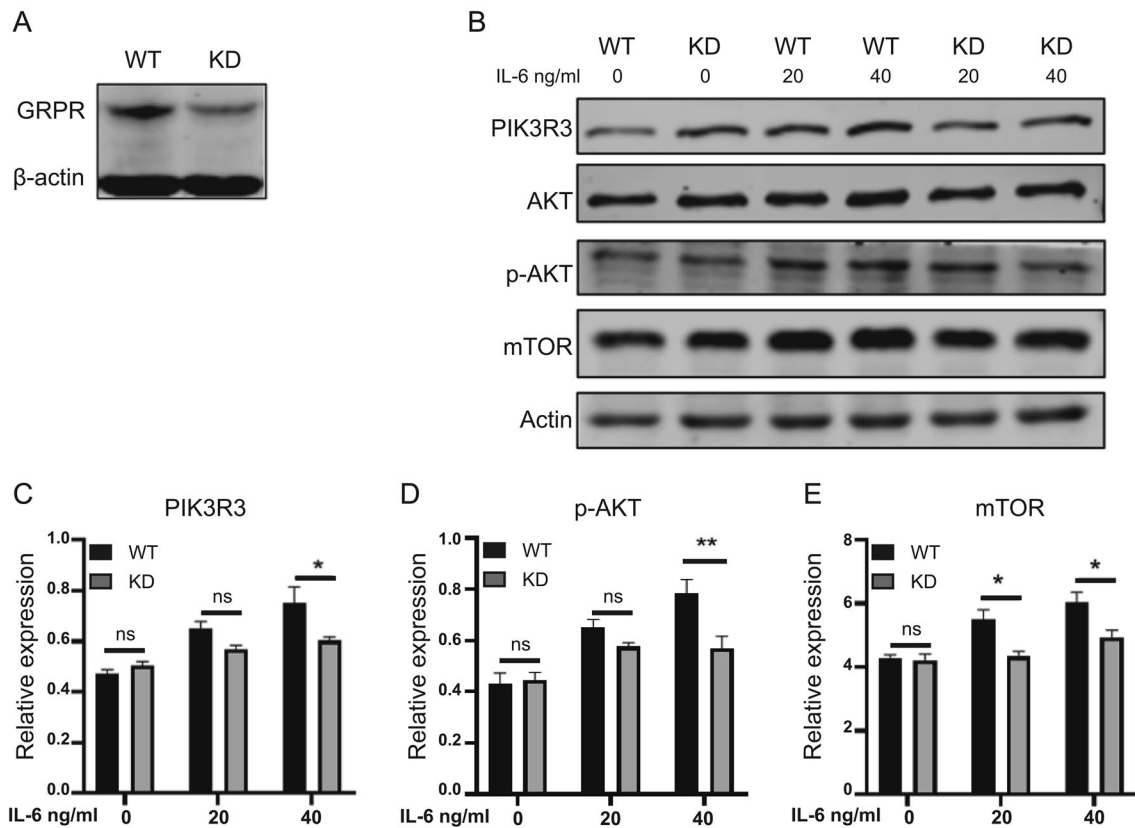 A
WT KD
GRPR
β-actin
B
WT KD WT WT KD KD
IL-6 ng/ml 0 0 20 40 20 40
PIK3R3
AKT
p-AKT
mTOR
Actin
C
PIK3R3
Relative expression
1.0
0.8
0.6
0.4
0.2
0.0
WT
KD
ns
ns
*
IL-6 ng/ml 0 20 40
D
p-AKT
Relative expression
1.0
0.8
0.6
0.4
0.2
0.0
WT
KD
ns
ns
**
IL-6 ng/ml 0 20 40
E
mTOR
Relative expression
8
6
4
2
0
WT
KD
ns
*
*
IL-6 ng/ml 0 20 40